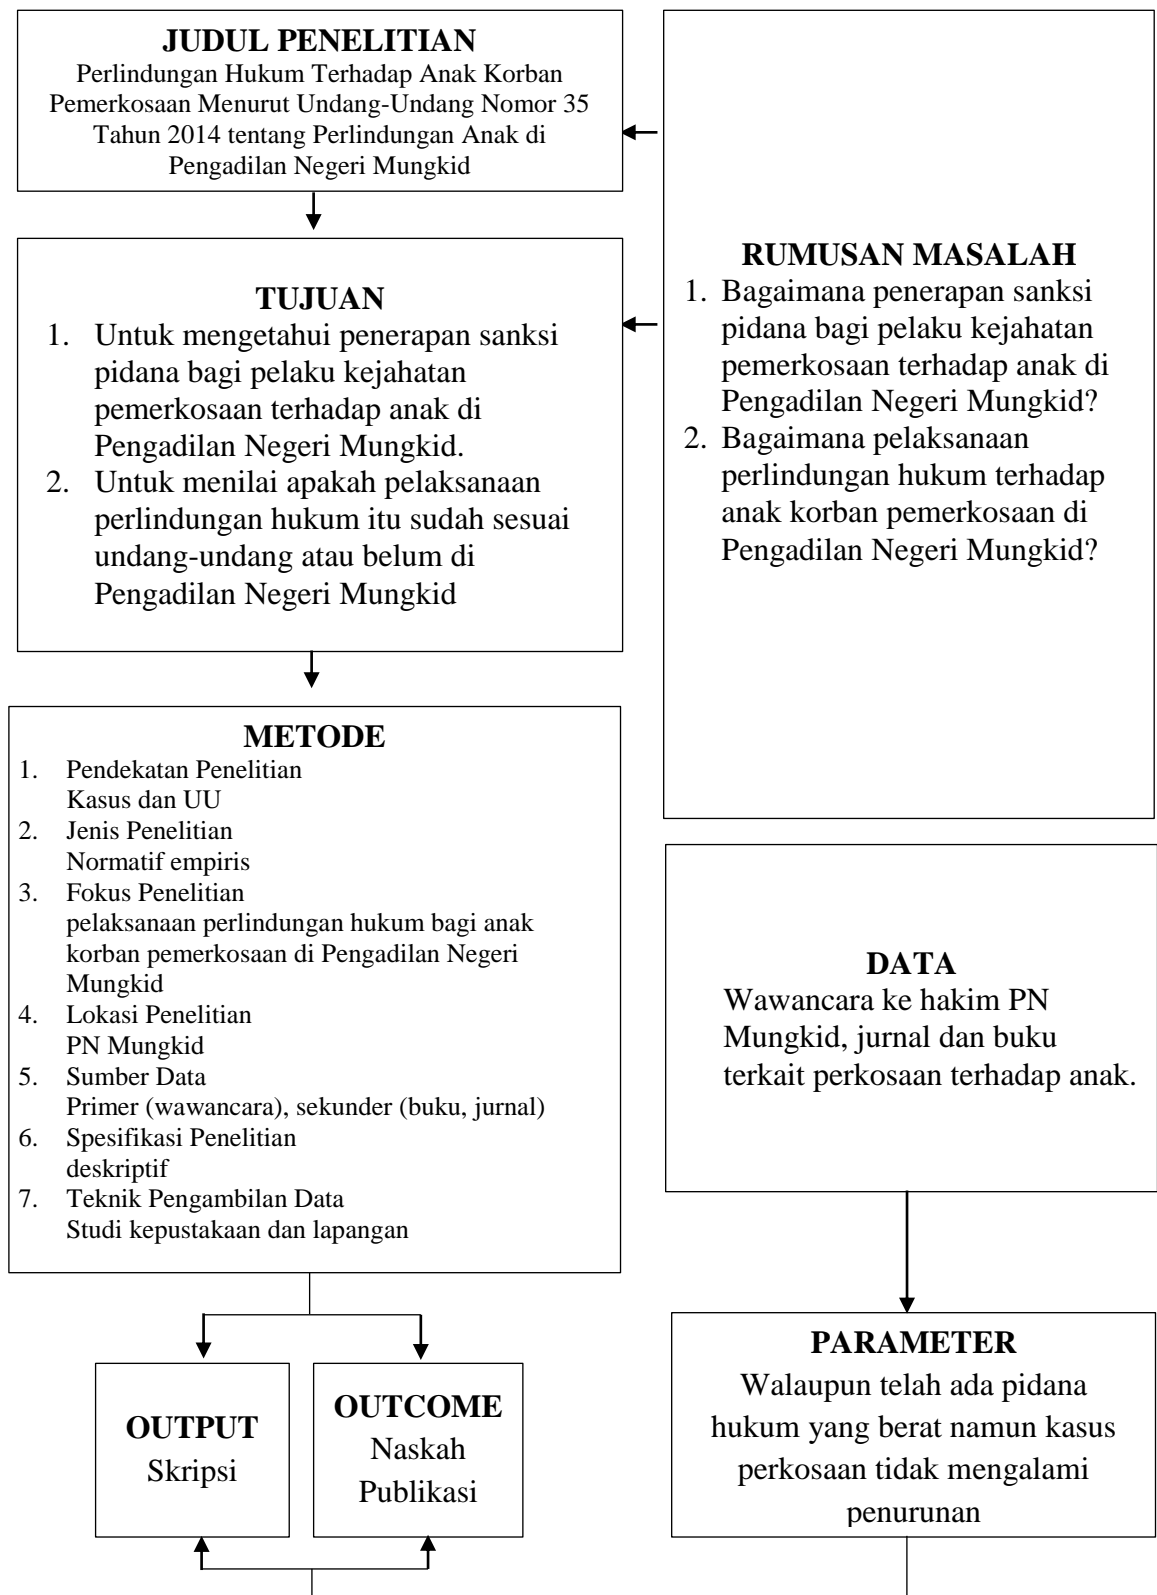 JUDUL PENELITIAN
Perlindungan Hukum Terhadap Anak Korban
Pemerkosaan Menurut Undang-Undang Nomor 35
Tahun 2014 tentang Perlindungan Anak di
Pengadilan Negeri Mungkid
TUJUAN
1. Untuk mengetahui penerapan sanksi
pidana bagi pelaku kejahatan
pemerkosaan terhadap anak di
Pengadilan Negeri Mungkid.
2. Untuk menilai apakah pelaksanaan
perlindungan hukum itu sudah sesuai
undang-undang atau belum di
Pengadilan Negeri Mungkid
RUMUSAN MASALAH
1. Bagaimana penerapan sanksi
pidana bagi pelaku kejahatan
pemerkosaan terhadap anak di
Pengadilan Negeri Mungkid?
2. Bagaimana pelaksanaan
perlindungan hukum terhadap
anak korban pemerkosaan di
Pengadilan Negeri Mungkid?
METODE
1. Pendekatan Penelitian
Kasus dan UU
2. Jenis Penelitian
Normatif empiris
3. Fokus Penelitian
pelaksanaan perlindungan hukum bagi anak
korban pemerkosaan di Pengadilan Negeri
Mungkid
4. Lokasi Penelitian
PN Mungkid
5. Sumber Data
Primer (wawancara), sekunder (buku, jurnal)
6. Spesifikasi Penelitian
deskriptif
7. Teknik Pengambilan Data
Studi kepustakaan dan lapangan
DATA
Wawancara ke hakim PN
Mungkid, jurnal dan buku
terkait perkosaan terhadap anak.
OUTPUT
Skripsi
OUTCOME
Naskah
Publikasi
PARAMETER
Walaupun telah ada pidana
hukum yang berat namun kasus
perkosaan tidak mengalami
penurunan